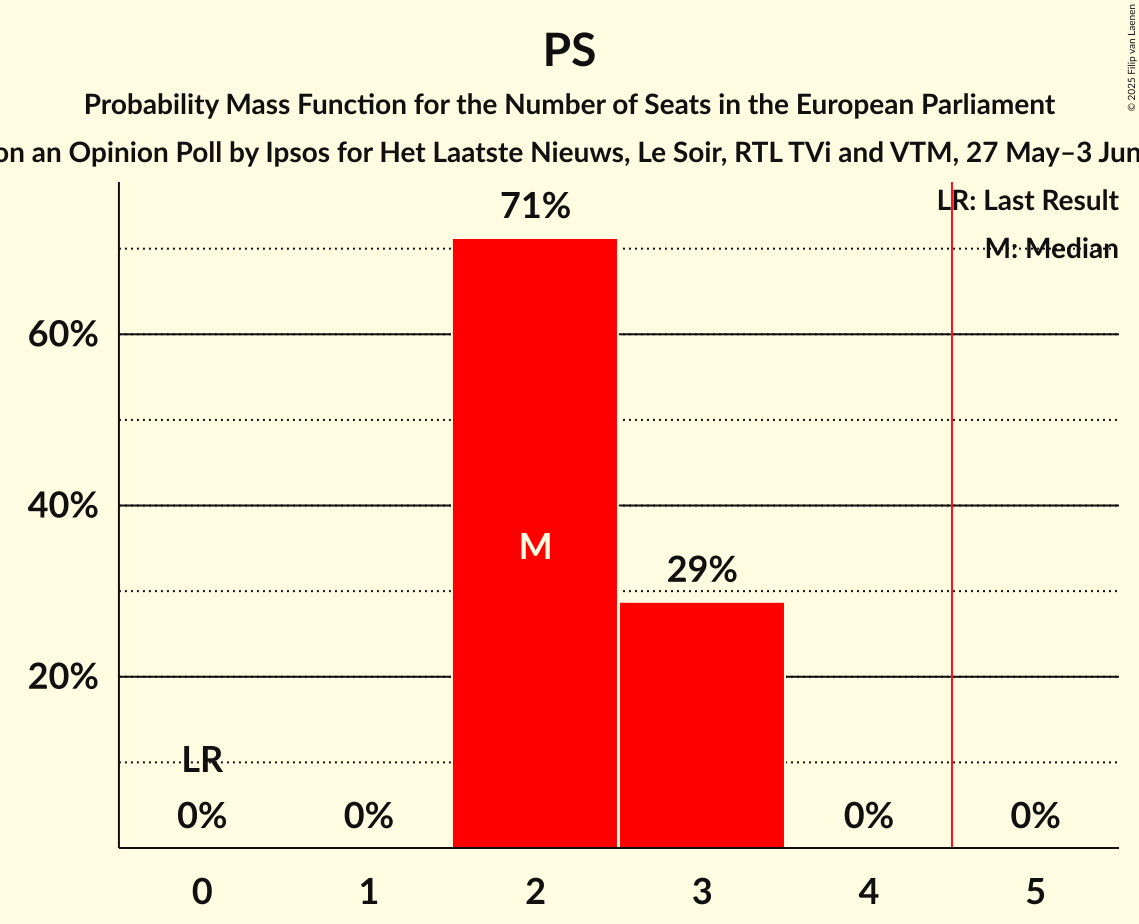 PS
Probability Mass Function for the Number of Seats in the European Parliament
on an Opinion Poll by Ipsos for Het Laatste Nieuws, Le Soir, RTL TVi and VTM, 27 May–3 Jun
© 2025 Filip van Laenen
LR: Last Result
M: Median
71%
60%
40%
M
29%
20%
LR
0%
0%
0%
0%
0
1
2
3
4
5